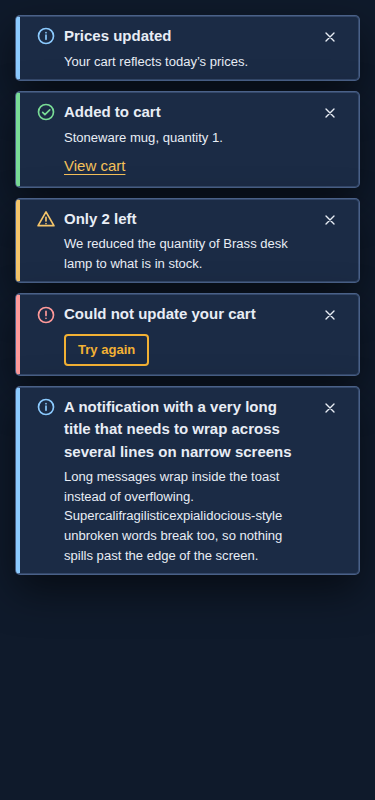 Prices updated
Your cart reflects today’s prices.
Added to cart
Stoneware mug, quantity 1.
View cart
Only 2 left
We reduced the quantity of Brass desk
lamp to what is in stock.
Could not update your cart
Try again
A notification with a very long
title that needs to wrap across
several lines on narrow screens
Long messages wrap inside the toast
instead of overflowing.
Supercalifragilisticexpialidocious-style
unbroken words break too, so nothing
spills past the edge of the screen.